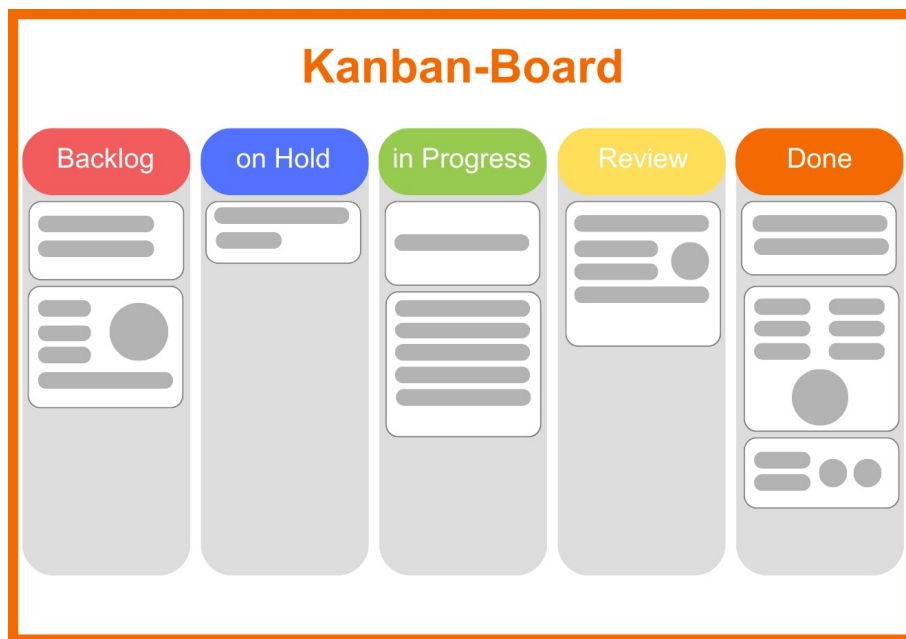 Kanban-Board
Backlog
on Hold
in Progress
Review
Done